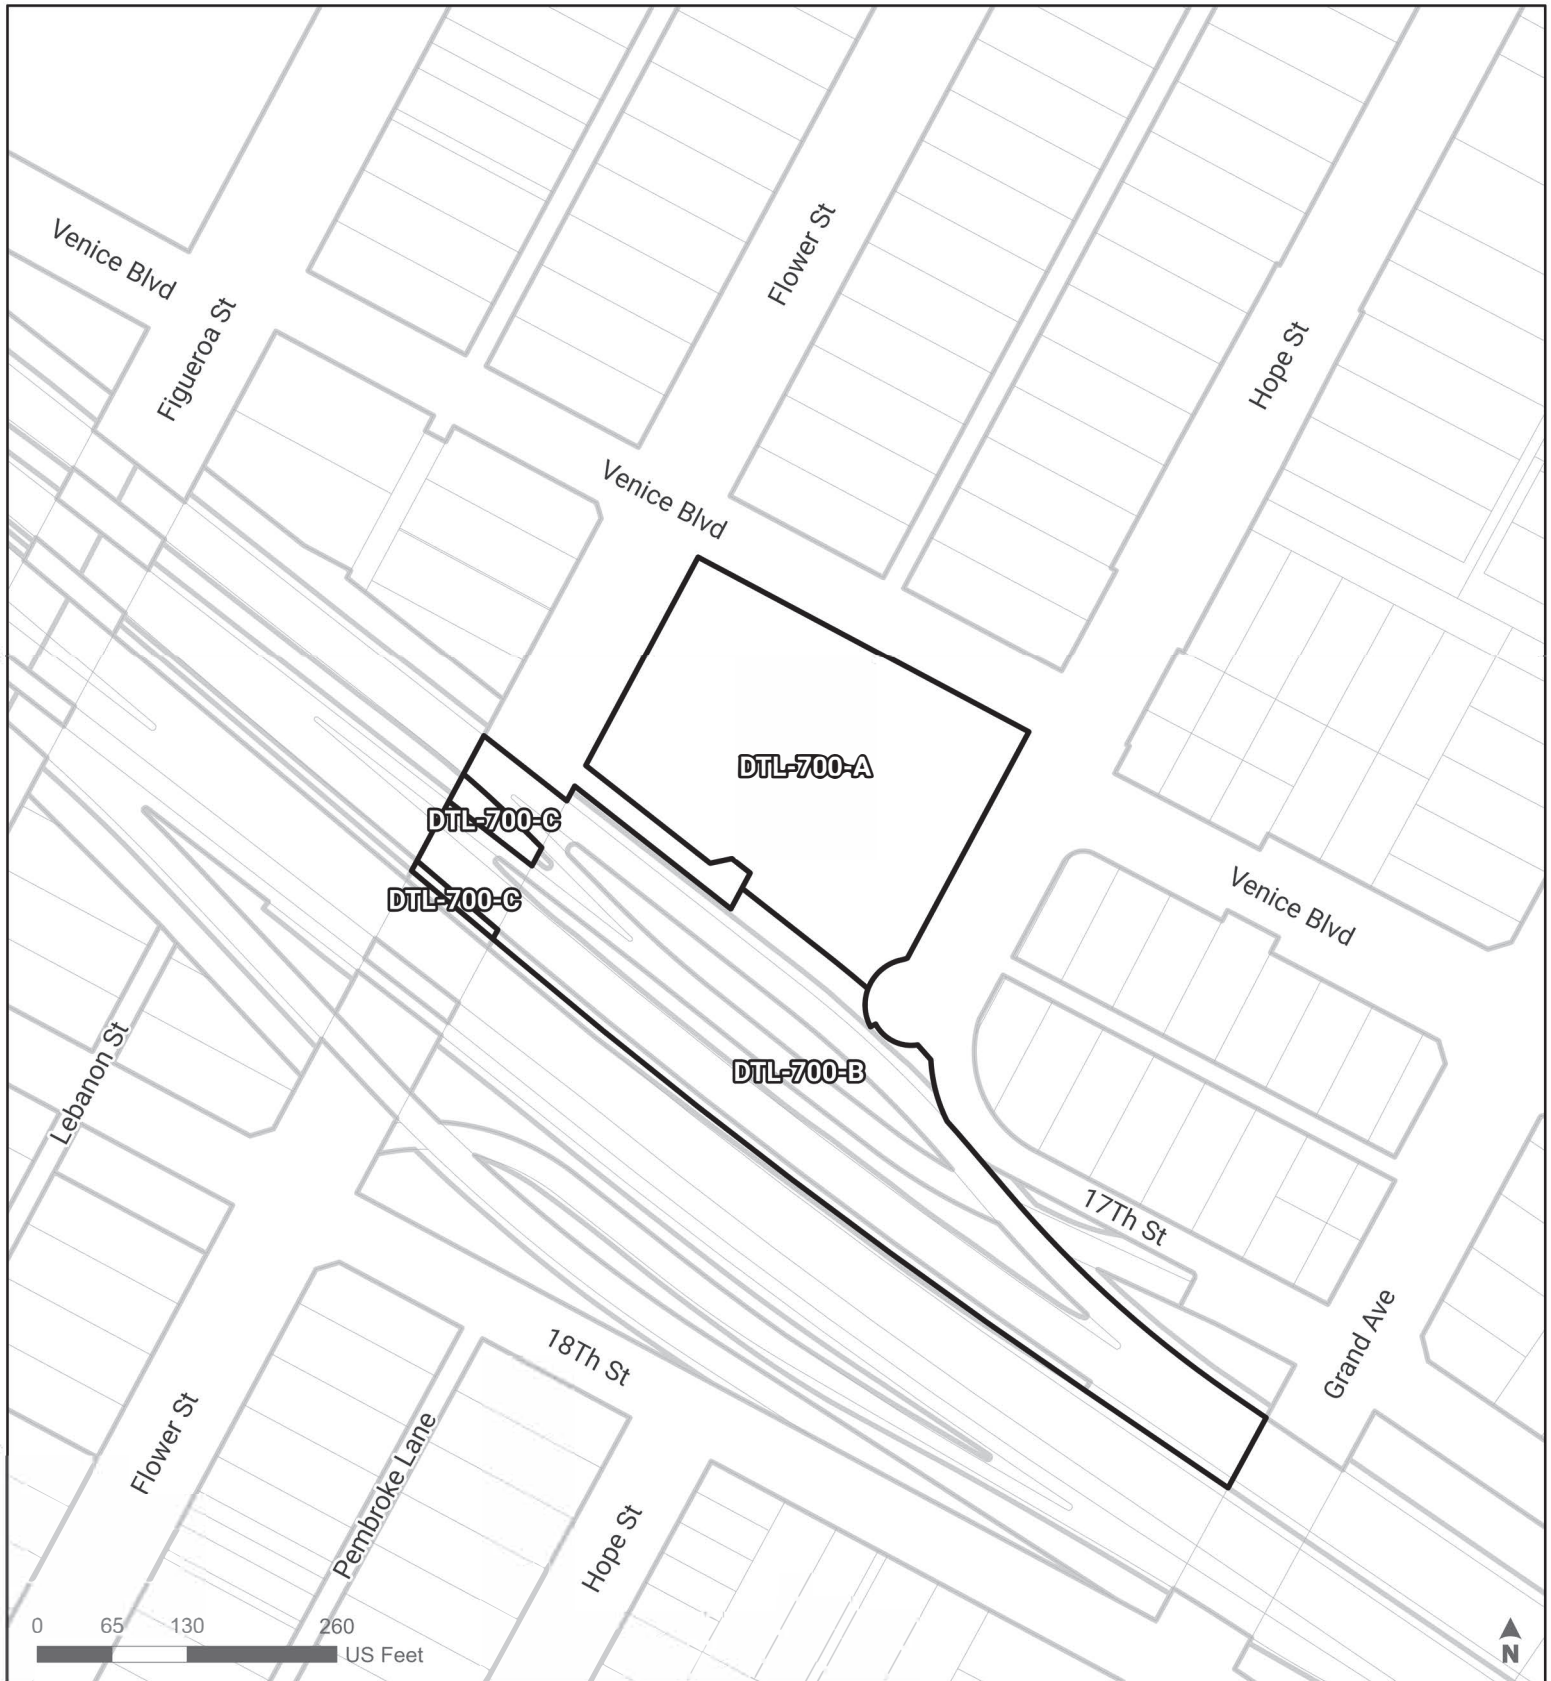 Venice Blvd
Figueroa St
Flower St
Hope St
Venice Blvd
DTL-700-A
DTL-700-C
DTL-700-C
Venice Blvd
DTL-700-B
Lebanon St
17Th St
Grand Ave
18Th St
Flower St
Pembroke Lane
Hope St
0 65 130 260
US Feet
N